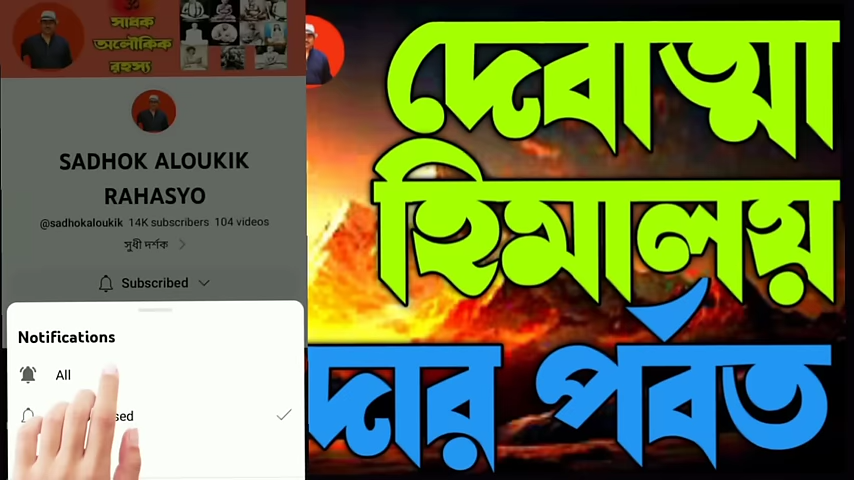 সাধক
অলৌকিক
রহস্য
SADHOK ALOUKIK
RAHASYO
@sadhokaloukik 14K subscribers 104 videos
সুধী দর্শক
Subscribed
Notifications
All
দেবাত্মা
হিমালয়
পর্বত